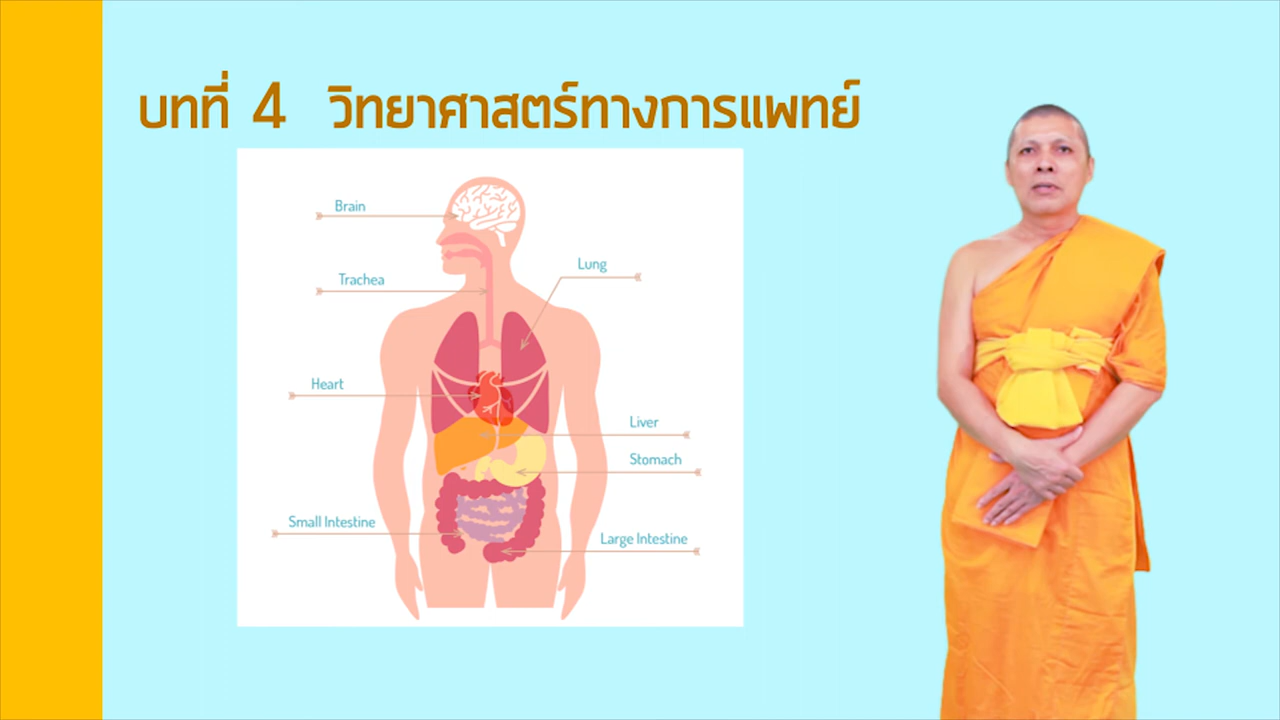 บทที่ 4 วิทยาศาสตร์ทางการแพทย์
Brain
Lung
Trachea
Heart
Liver
Stomach
Small Intestine
Large Intestine